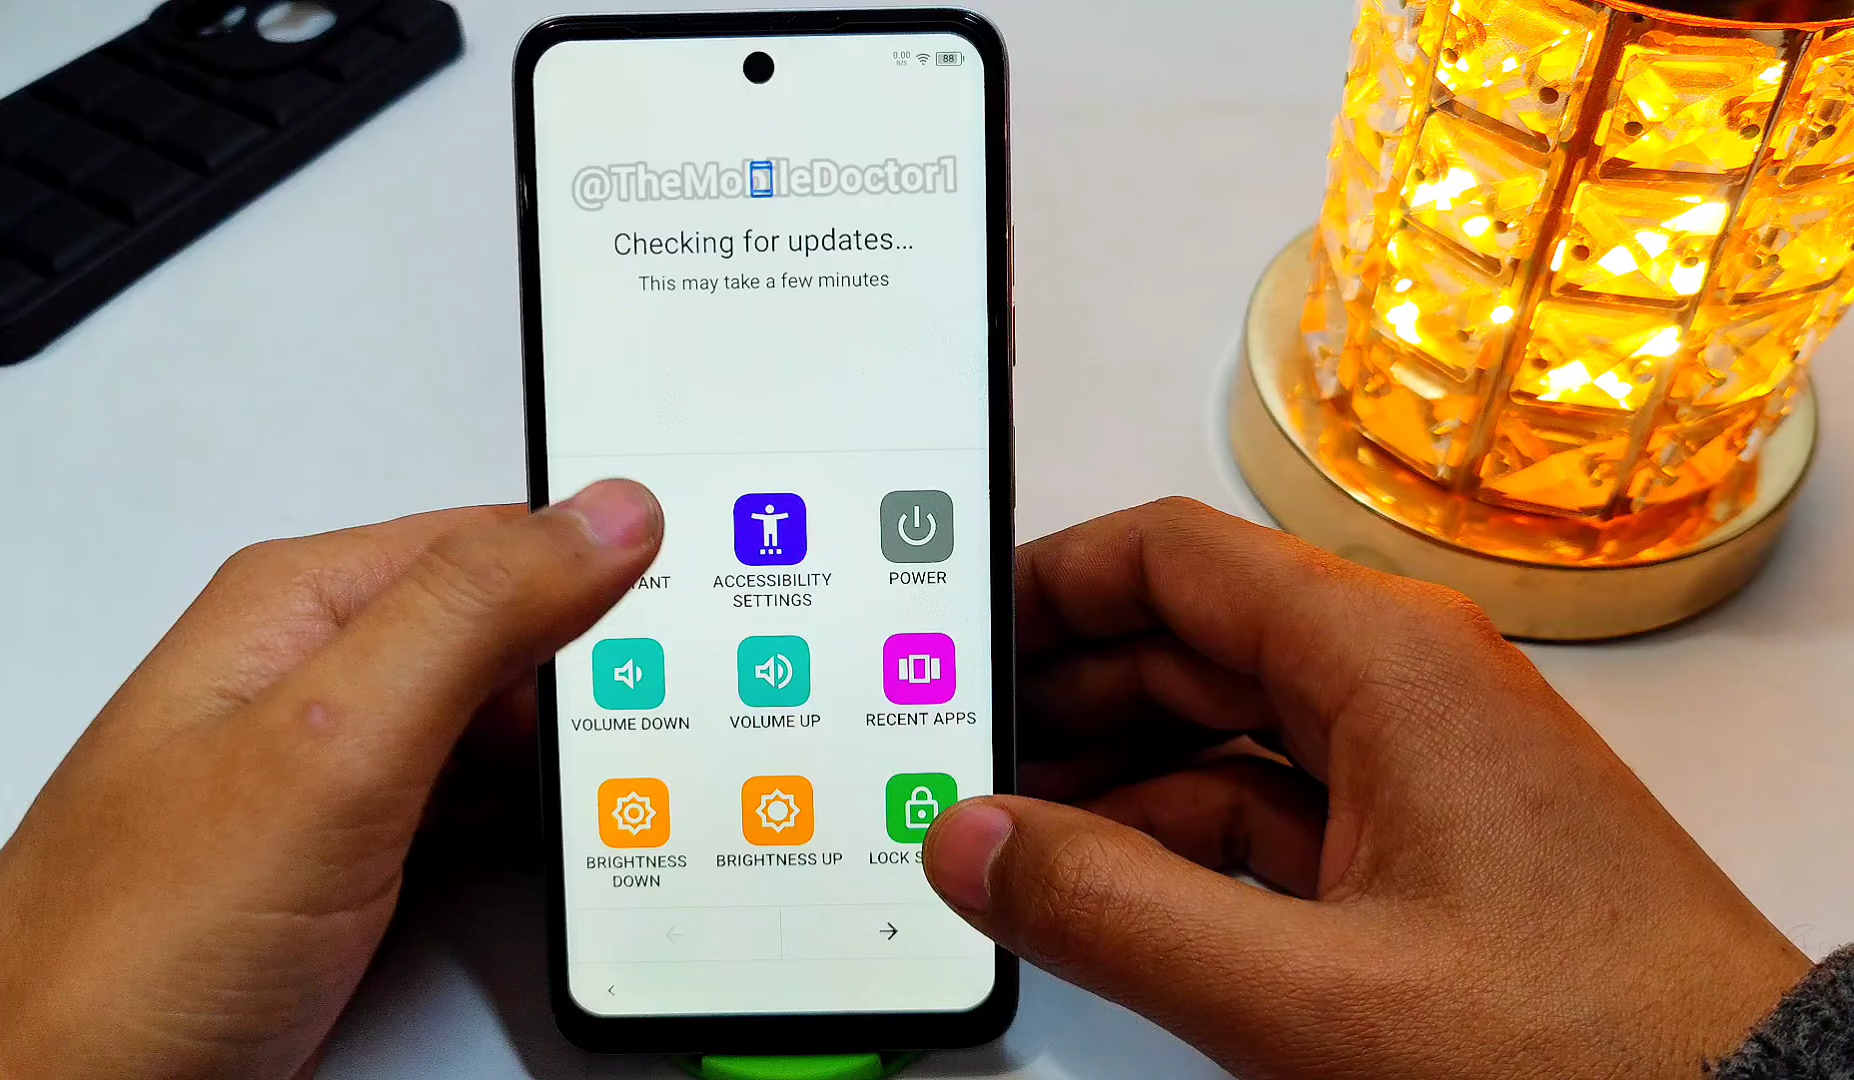 0.00
B/S
88
@TheMobileDoctor1
Checking for updates...
This may take a few minutes
ACCESSIBILITY
SETTINGS
POWER
VOLUME DOWN
VOLUME UP
RECENT APPS
BRIGHTNESS
DOWN
BRIGHTNESS UP
LOCK